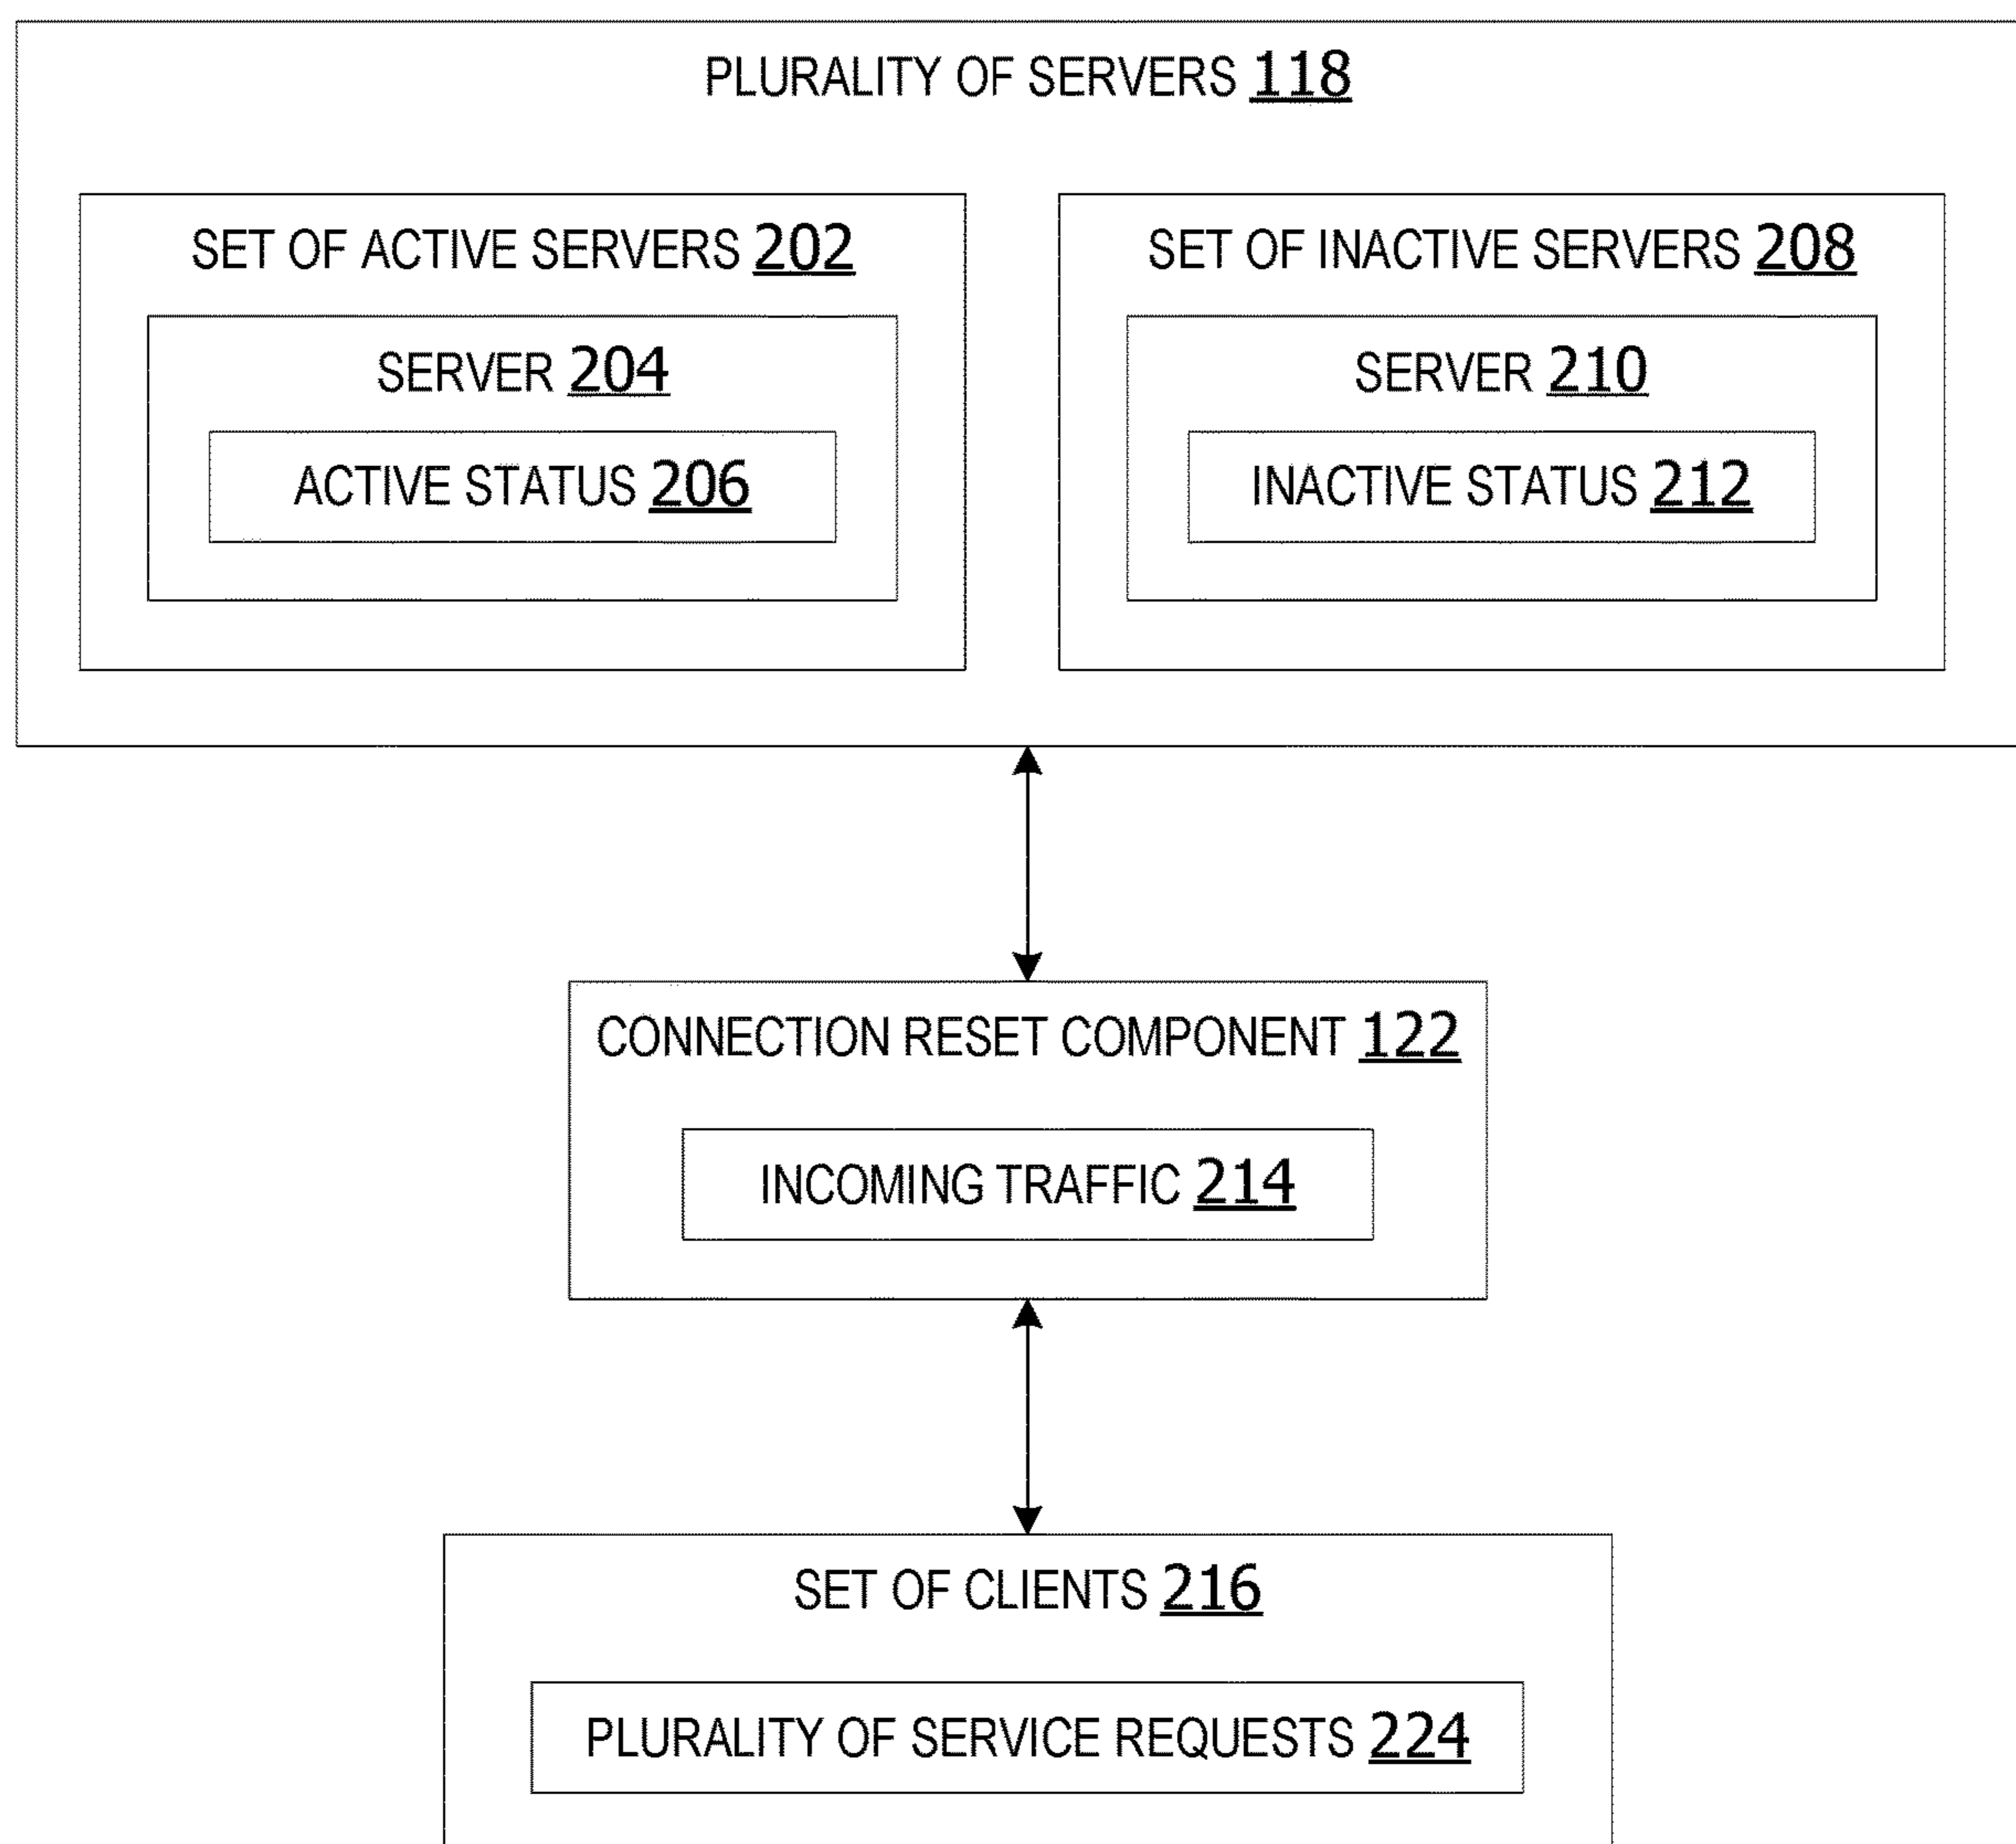 PLURALITY OF SERVERS 118
SET OF ACTIVE SERVERS 202
SERVER 204
ACTIVE STATUS 206
SET OF INACTIVE SERVERS 208
SERVER 210
INACTIVE STATUS 212
CONNECTION RESET COMPONENT 122
INCOMING TRAFFIC 214
SET OF CLIENTS 216
PLURALITY OF SERVICE REQUESTS 224